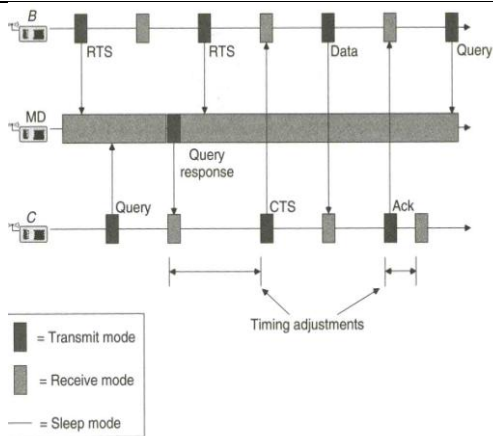 B
RTS
RTS
Data
Query
MD
Query
response
C
Query
CTS
Ack
Timing adjustments
= Transmit mode
= Receive mode
= Sleep mode